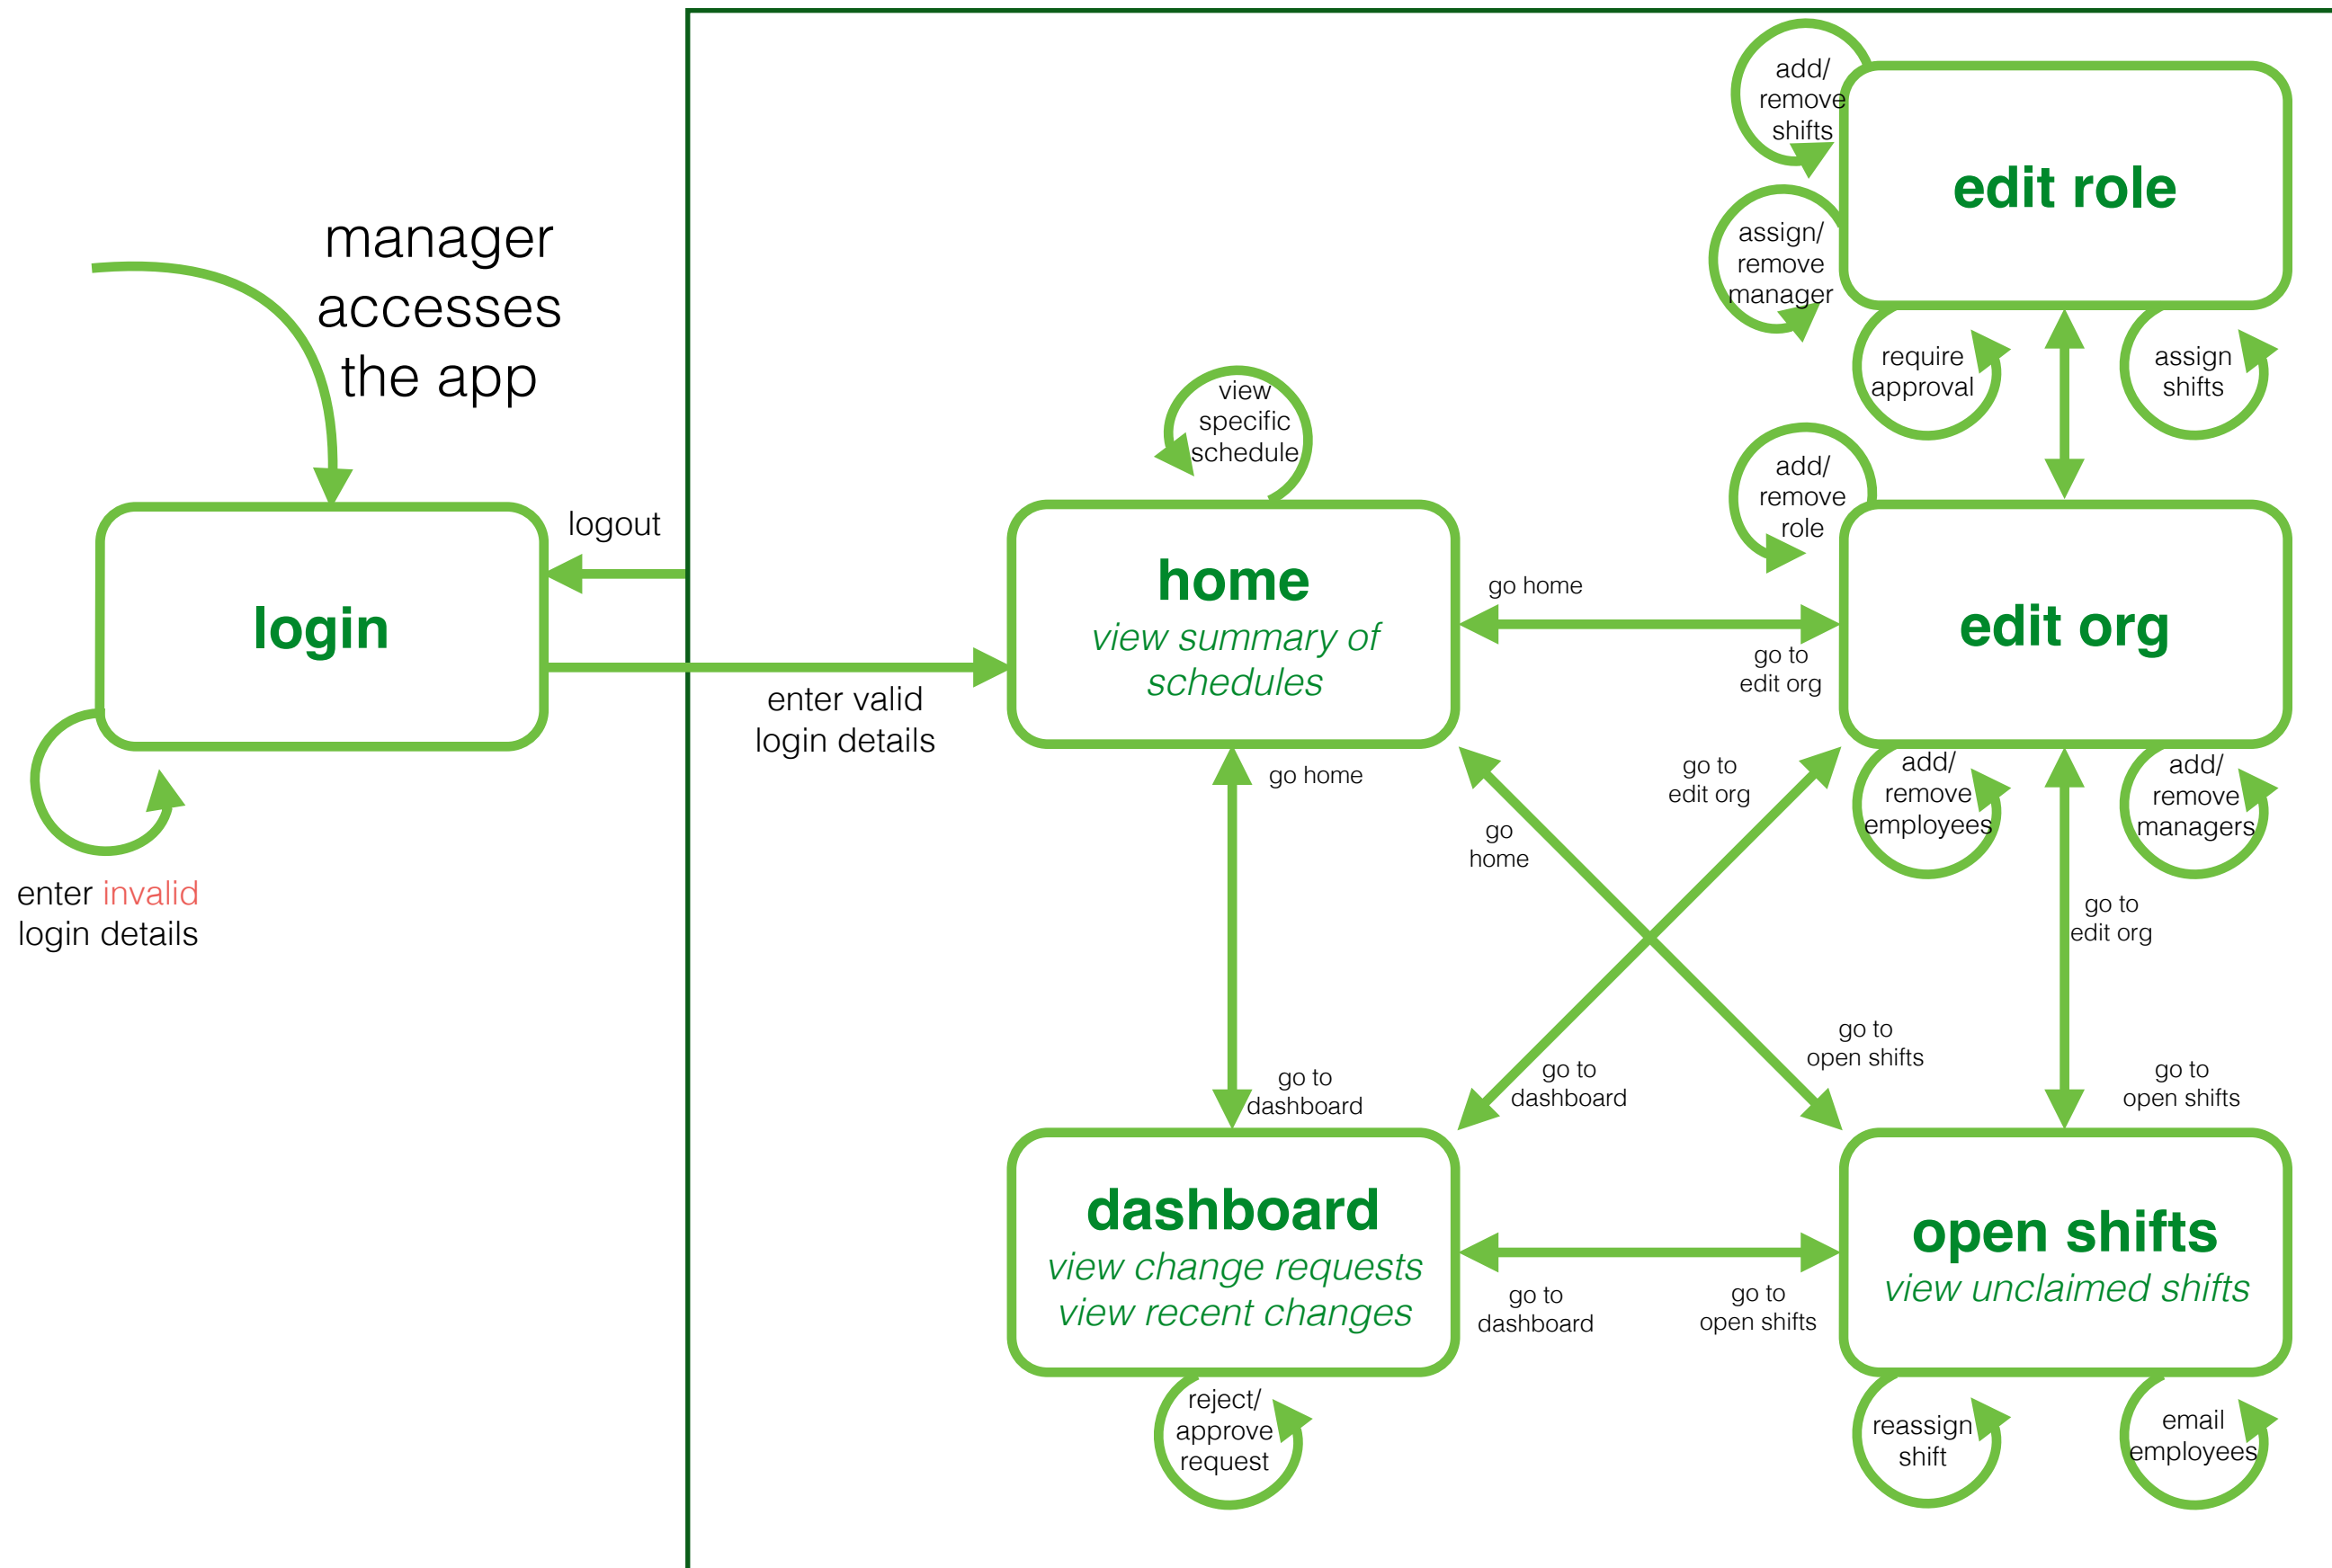 add/
remove
shifts
edit role
manager
accesses
the app
assign/
remove
manager
require
approval
assign
shifts
view
specific
schedule
add/
remove
role
logout
login
home
view summary of
schedules
go home
go to
edit org
edit org
enter valid
login details
go home
go to
edit org
add/
remove
employees
add/
remove
managers
go
home
enter invalid
login details
go to
edit org
go to
open shifts
go to
dashboard
go to
dashboard
go to
open shifts
dashboard
view change requests
view recent changes
open shifts
view unclaimed shifts
go to
dashboard
go to
open shifts
reject/
approve
request
reassign
shift
email
employees